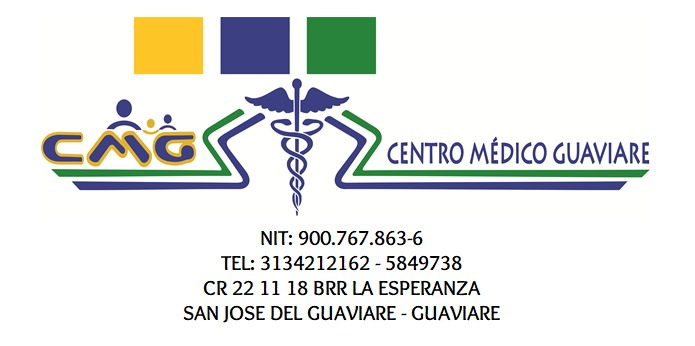 CMG
CENTRO MÉDICO GUAVIARE
NIT: 900.767.863-6
TEL: 3134212162 - 5849738
CR 22 11 18 BRR LA ESPERANZA
SAN JOSE DEL GUAVIARE - GUAVIARE